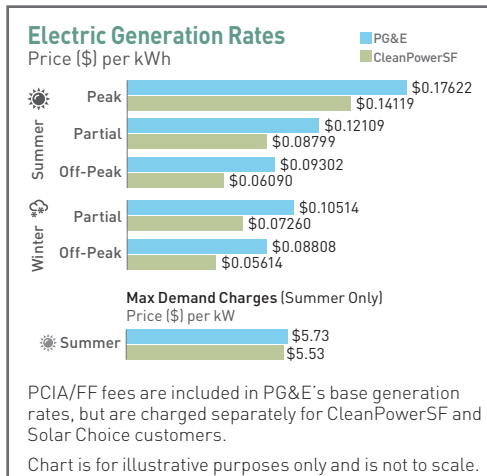 Electric Generation Rates
Price ($) per kWh
PG&E
CleanPowerSF
Summer
Peak
$0.17622
$0.14119
Partial
$0.12109
$0.08799
Off-Peak
$0.09302
$0.06090
Winter
Partial
$0.10514
$0.07260
Off-Peak
$0.08808
$0.05614
Max Demand Charges (Summer Only)
Price ($) per kW
Summer
$5.73
$5.53
PCIA/FF fees are included in PG&E's base generation
rates, but are charged separately for CleanPowerSF and
Solar Choice customers.
Chart is for illustrative purposes only and is not to scale.